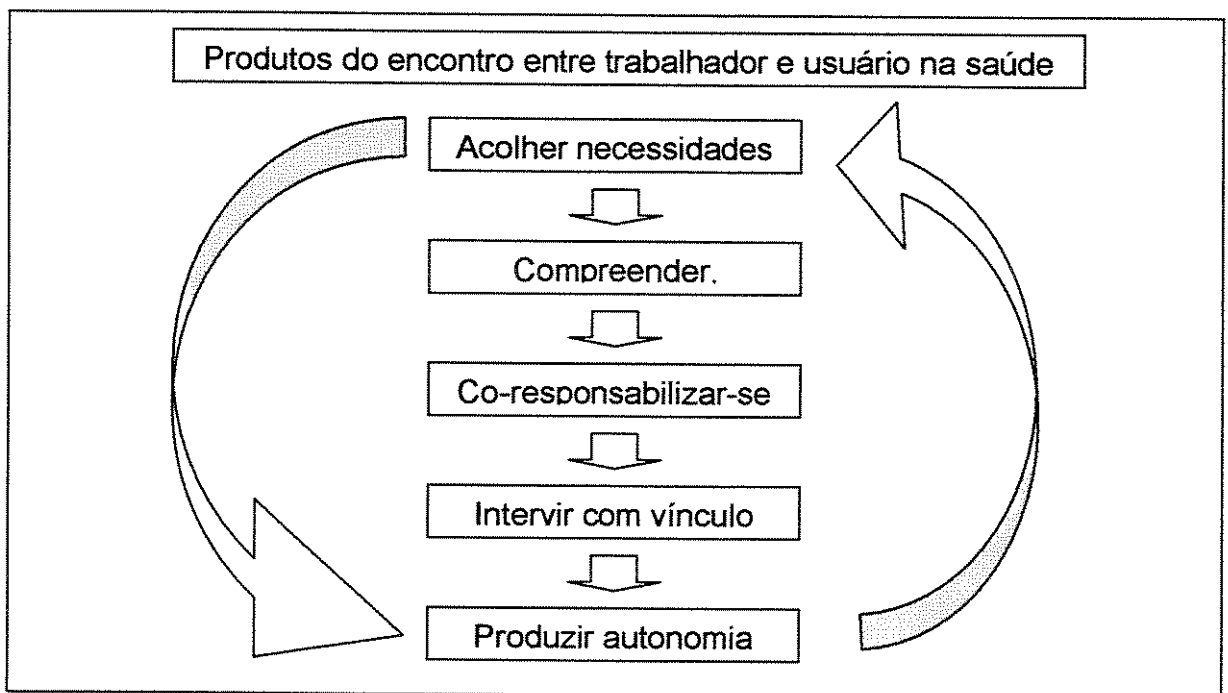 Produtos do encontro entre trabalhador e usuário na saúde
Acolher necessidades
Compreender.
Co-responsabilizar-se
Intervir com vínculo
Produzir autonomia